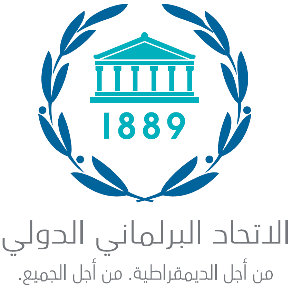 1889
الاتحاد البرلماني الدولي
من أجل الديمقراطية. من أجل الجميع.